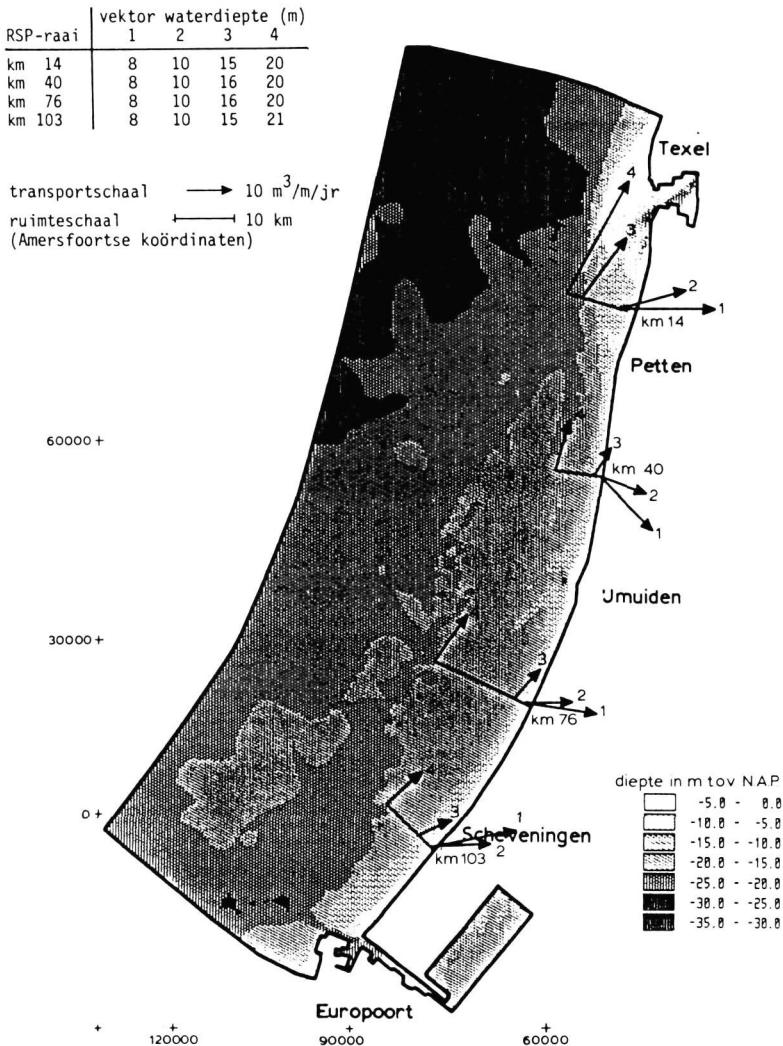 vektor waterdiepte (m)
RSP-raai 1 2 3 4
km 14 8 10 15 20
km 40 8 10 16 20
km 76 8 10 16 20
km 103 8 10 15 21
transportschaal 10 m³/m/jr
ruimteschaal 10 km
(Amersfoortse koördinaten)
Texel
4
3
2
1
km 14
Petten
60000 +
3
km 40
2
1
IJmuiden
30000 +
3
2
1
km 76
diepte in m tov N.A.P.
-5.0 - 0.0
-10.0 - -5.0
-15.0 - -10.0
-20.0 - -15.0
-25.0 - -20.0
-30.0 - -25.0
-35.0 - -30.0
0 +
3
1
Scheveningen
2
km 103
Europoort
+ + + +
120000 90000 60000